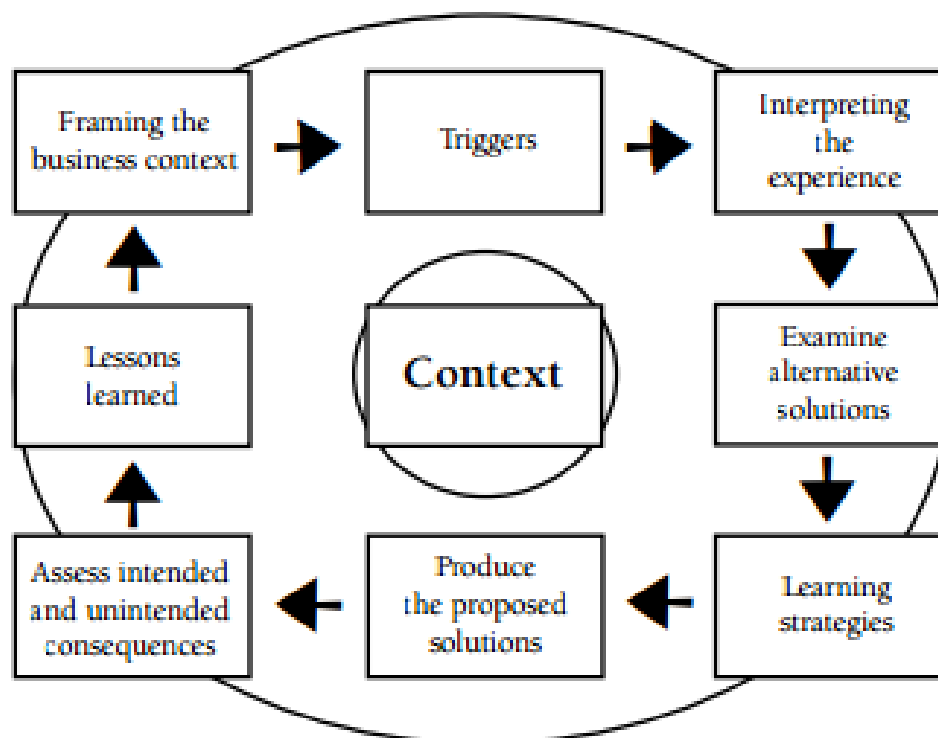 Framing the
business context
Triggers
Interpreting
the
experience
Lessons
learned
Context
Examine
alternative
solutions
Assess intended
and unintended
consequences
Produce
the proposed
solutions
Learning
strategies